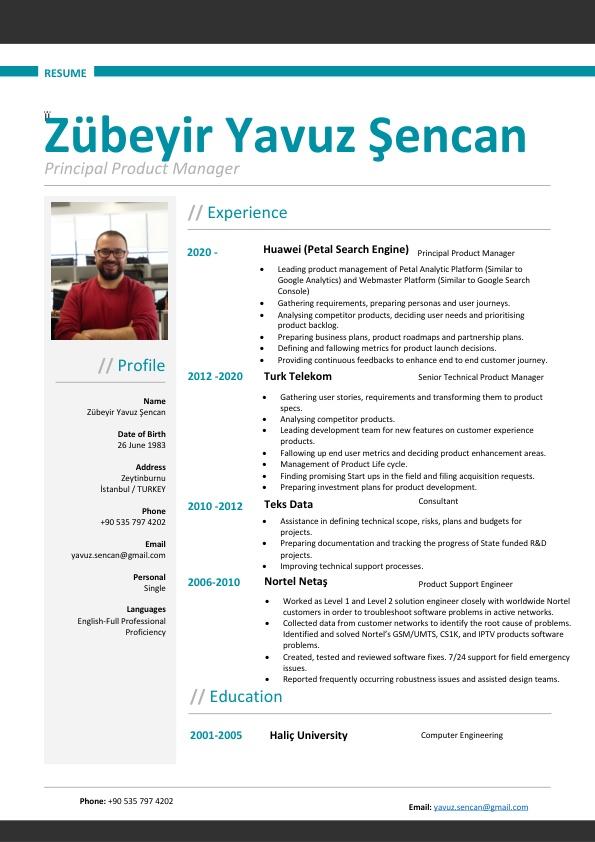 RESUME
Zübeyir Yavuz Şencan
Principal Product Manager
// Experience
2020 -
Huawei (Petal Search Engine) Principal Product Manager
• Leading product management of Petal Analytic Platform (Similar to
Google Analytics) and Webmaster Platform (Similar to Google Search
Console)
• Gathering requirements, preparing personas and user journeys.
• Analysing competitor products, deciding user needs and prioritising
product backlog.
• Preparing business plans, product roadmaps and partnership plans.
• Defining and fallowing metrics for product launch decisions.
• Providing continuous feedbacks to enhance end to end customer journey.
2012 -2020 Turk Telekom Senior Technical Product Manager
• Gathering user stories, requirements and transforming them to product
specs.
• Analysing competitor products.
• Leading development team for new features on customer experience
products.
• Fallowing up end user metrics and deciding product enhancement areas.
• Management of Product Life cycle.
• Finding promising Start ups in the field and filing acquisition requests.
• Preparing investment plans for product development.
2010 -2012 Teks Data Consultant
• Assistance in defining technical scope, risks, plans and budgets for
projects.
• Preparing documentation and tracking the progress of State funded R&D
projects.
• Improving technical support processes.
2006-2010 Nortel Netaş Product Support Engineer
• Worked as Level 1 and Level 2 solution engineer closely with worldwide Nortel
customers in order to troubleshoot software problems in active networks.
• Collected data from customer networks to identify the root cause of problems.
Identified and solved Nortel's GSM/UMTS, CS1K, and IPTV products software
problems.
• Created, tested and reviewed software fixes. 7/24 support for field emergency
issues.
• Reported frequently occurring robustness issues and assisted design teams.
// Education
2001-2005 Haliç University Computer Engineering
// Profile
Name
Zübeyir Yavuz Şencan
Date of Birth
26 June 1983
Address
Zeytinburnu
İstanbul / TURKEY
Phone
+90 535 797 4202
Email
yavuz.sencan@gmail.com
Personal
Single
Languages
English-Full Professional
Proficiency
Phone: +90 535 797 4202
Email: yavuz.sencan@gmail.com